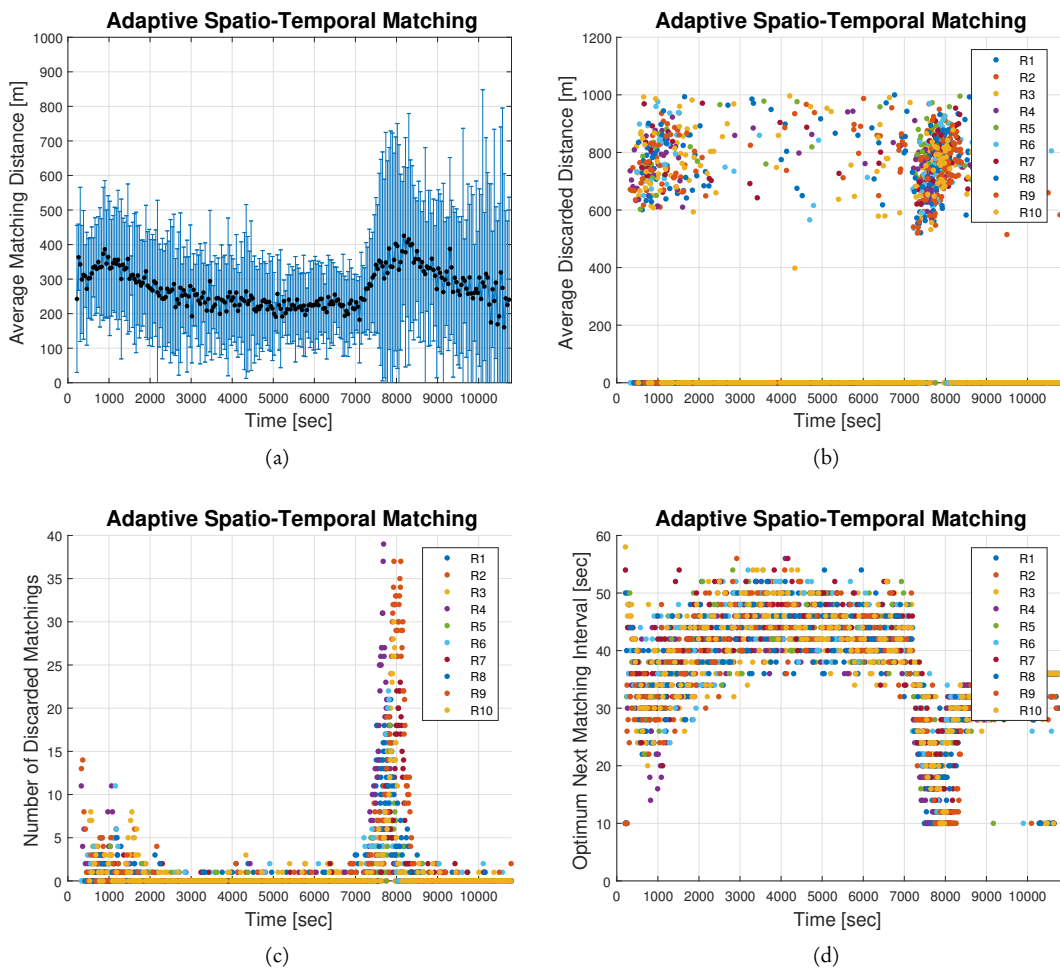 Adaptive Spatio-Temporal Matching
1000
900
800
700
600
500
400
300
200
100
0
Average Matching Distance [m]
0 1000 2000 3000 4000 5000 6000 7000 8000 9000 10000
Time [sec]
(a)
Adaptive Spatio-Temporal Matching
1200
1000
800
600
400
200
0
Average Discarded Distance [m]
R1
R2
R3
R4
R5
R6
R7
R8
R9
R10
0 1000 2000 3000 4000 5000 6000 7000 8000 9000 10000
Time [sec]
(b)
Adaptive Spatio-Temporal Matching
40
35
30
25
20
15
10
5
0
Number of Discarded Matchings
R1
R2
R3
R4
R5
R6
R7
R8
R9
R10
0 1000 2000 3000 4000 5000 6000 7000 8000 9000 10000
Time [sec]
(c)
Adaptive Spatio-Temporal Matching
60
50
40
30
20
10
0
Optimum Next Matching Interval [sec]
R1
R2
R3
R4
R5
R6
R7
R8
R9
R10
0 1000 2000 3000 4000 5000 6000 7000 8000 9000 10000
Time [sec]
(d)